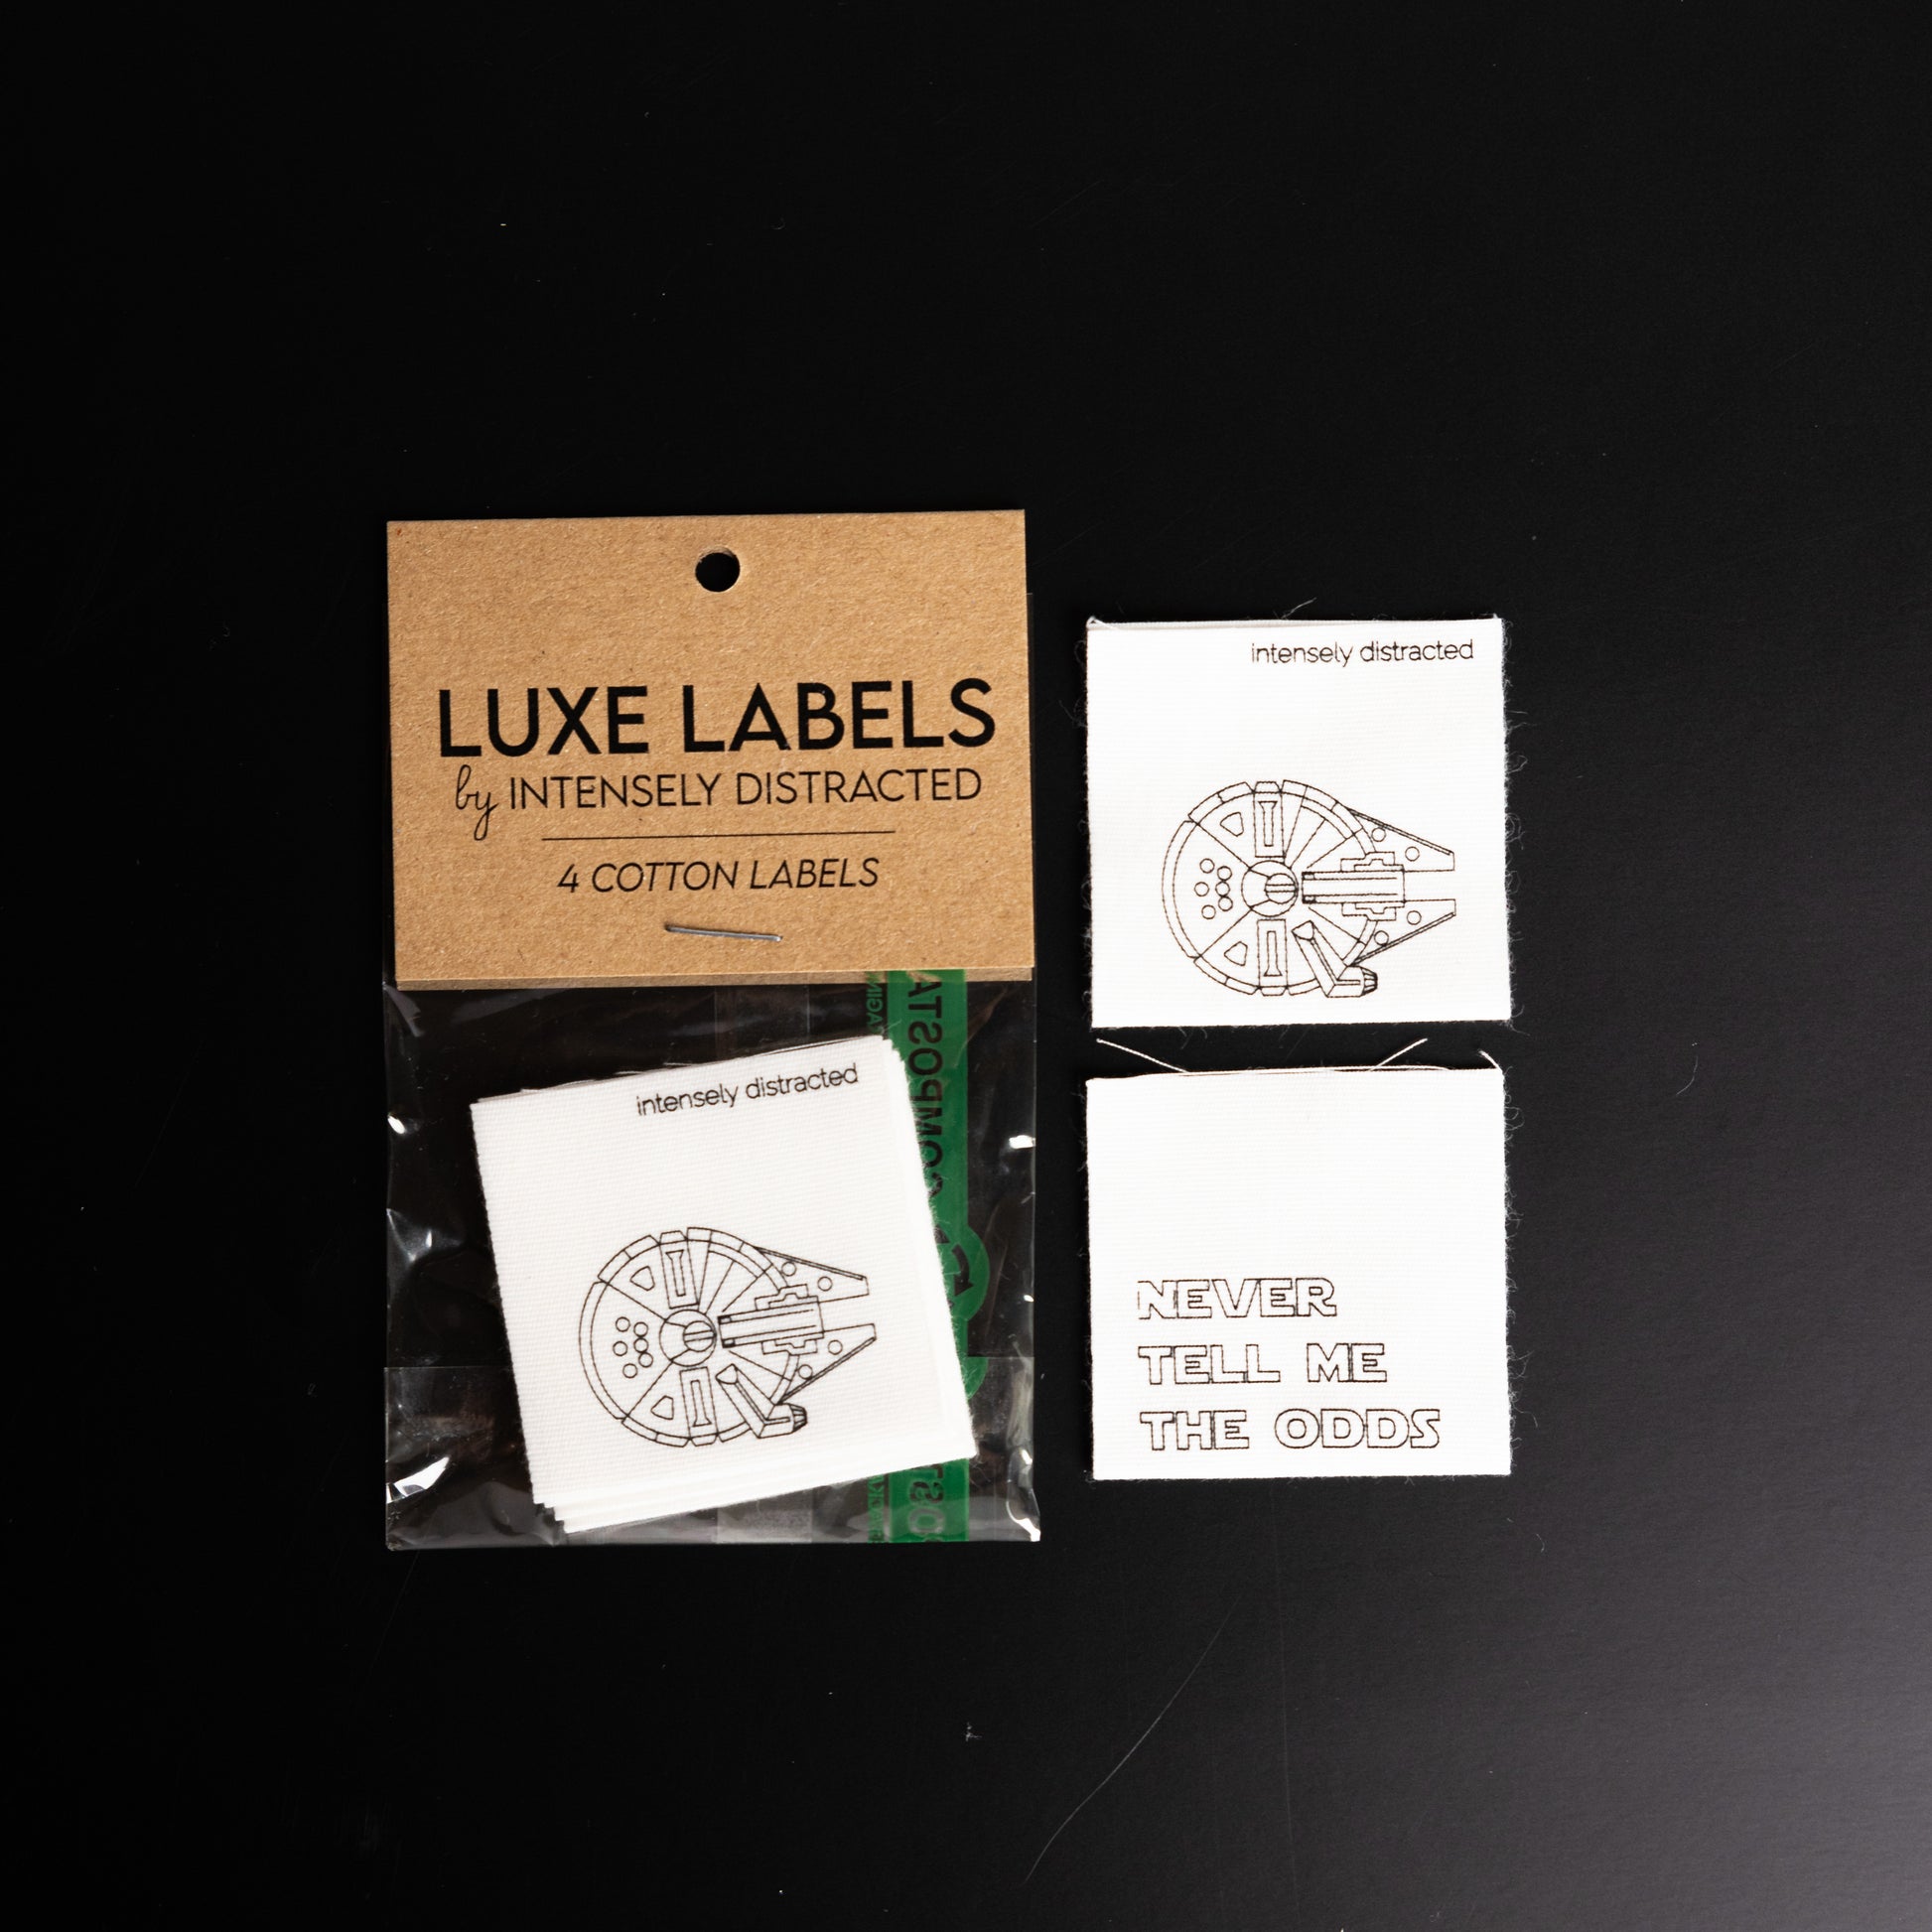 LUXE LABELS
by INTENSELY DISTRACTED
4 COTTON LABELS
intensely distracted
intensely distracted
NEVER
TELL ME
THE ODDS